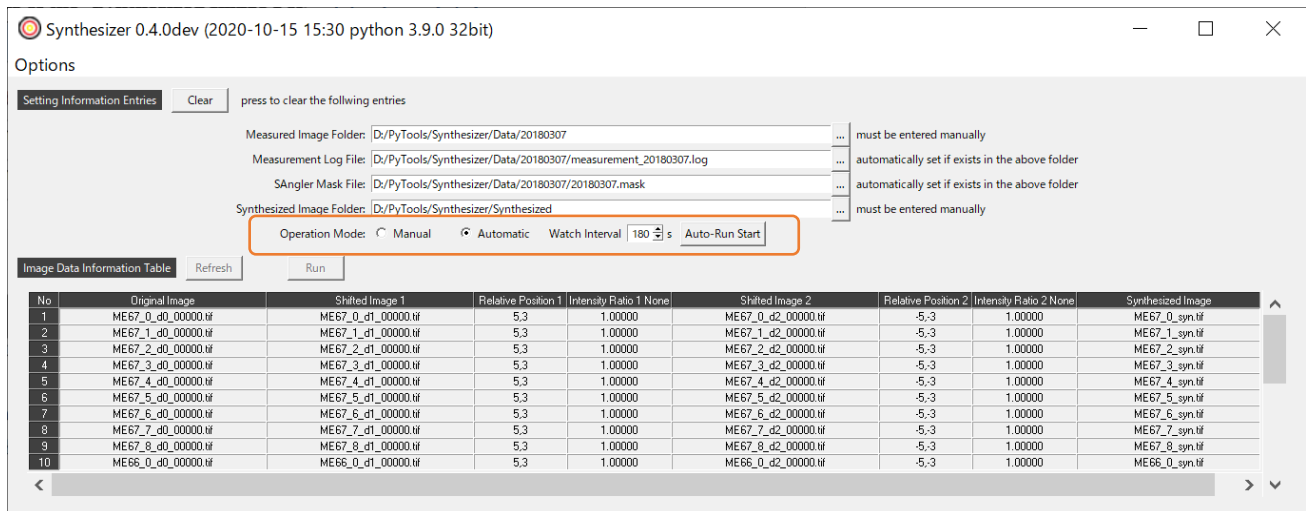 Synthesizer 0.4.0dev (2020-10-15 15:30 python 3.9.0 32bit)
Options
Setting Information Entries Clear press to clear the follwing entries
Measured Image Folder: D:/PyTools/Synthesizer/Data/20180307 ... must be entered manually
Measurement Log File: D:/PyTools/Synthesizer/Data/20180307/measurement_20180307.log ... automatically set if exists in the above folder
SAngler Mask File: D:/PyTools/Synthesizer/Data/20180307/20180307.mask ... automatically set if exists in the above folder
Synthesized Image Folder: D:/PyTools/Synthesizer/Synthesized ... must be entered manually
Operation Mode: Manual Automatic Watch Interval 180 s Auto-Run Start
Image Data Information Table Refresh Run
No Original Image Shifted Image 1 Relative Position 1 Intensity Ratio 1 None Shifted Image 2 Relative Position 2 Intensity Ratio 2 None Synthesized Image
1 ME67_0_d0_00000.tif ME67_0_d1_00000.tif 5,3 1.00000 ME67_0_d2_00000.tif -5,-3 1.00000 ME67_0_syn.tif
2 ME67_1_d0_00000.tif ME67_1_d1_00000.tif 5,3 1.00000 ME67_1_d2_00000.tif -5,-3 1.00000 ME67_1_syn.tif
3 ME67_2_d0_00000.tif ME67_2_d1_00000.tif 5,3 1.00000 ME67_2_d2_00000.tif -5,-3 1.00000 ME67_2_syn.tif
4 ME67_3_d0_00000.tif ME67_3_d1_00000.tif 5,3 1.00000 ME67_3_d2_00000.tif -5,-3 1.00000 ME67_3_syn.tif
5 ME67_4_d0_00000.tif ME67_4_d1_00000.tif 5,3 1.00000 ME67_4_d2_00000.tif -5,-3 1.00000 ME67_4_syn.tif
6 ME67_5_d0_00000.tif ME67_5_d1_00000.tif 5,3 1.00000 ME67_5_d2_00000.tif -5,-3 1.00000 ME67_5_syn.tif
7 ME67_6_d0_00000.tif ME67_6_d1_00000.tif 5,3 1.00000 ME67_6_d2_00000.tif -5,-3 1.00000 ME67_6_syn.tif
8 ME67_7_d0_00000.tif ME67_7_d1_00000.tif 5,3 1.00000 ME67_7_d2_00000.tif -5,-3 1.00000 ME67_7_syn.tif
9 ME67_8_d0_00000.tif ME67_8_d1_00000.tif 5,3 1.00000 ME67_8_d2_00000.tif -5,-3 1.00000 ME67_8_syn.tif
10 ME66_0_d0_00000.tif ME66_0_d1_00000.tif 5,3 1.00000 ME66_0_d2_00000.tif -5,-3 1.00000 ME66_0_syn.tif